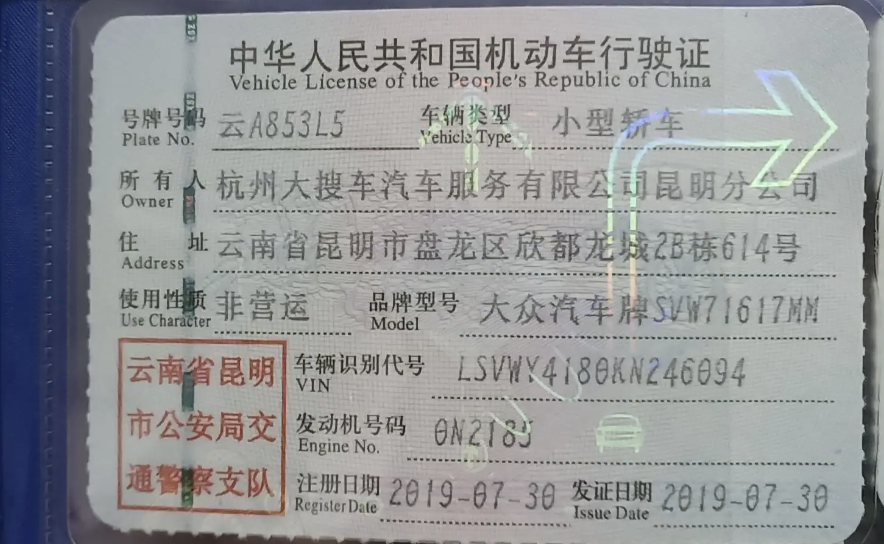 中华人民共和国机动车行驶证
Vehicle License of the People's Republic of China
号牌号码 云A853L5 车辆类型 小型轿车
Plate No. Vehicle Type
所有人 杭州大搜车汽车服务有限公司昆明分公司
Owner
住址 云南省昆明市盘龙区欣都龙城2B栋614号
Address
使用性质 非营运 品牌型号 大众汽车牌SVW71617MM
Use Character Model
云南省昆明
市公安局交
通警察支队
车辆识别代号 LSVWY4180KN246094
VIN
发动机号码 0N2185
Engine No.
注册日期 2019-07-30 发证日期 2019-07-30
Register Date Issue Date